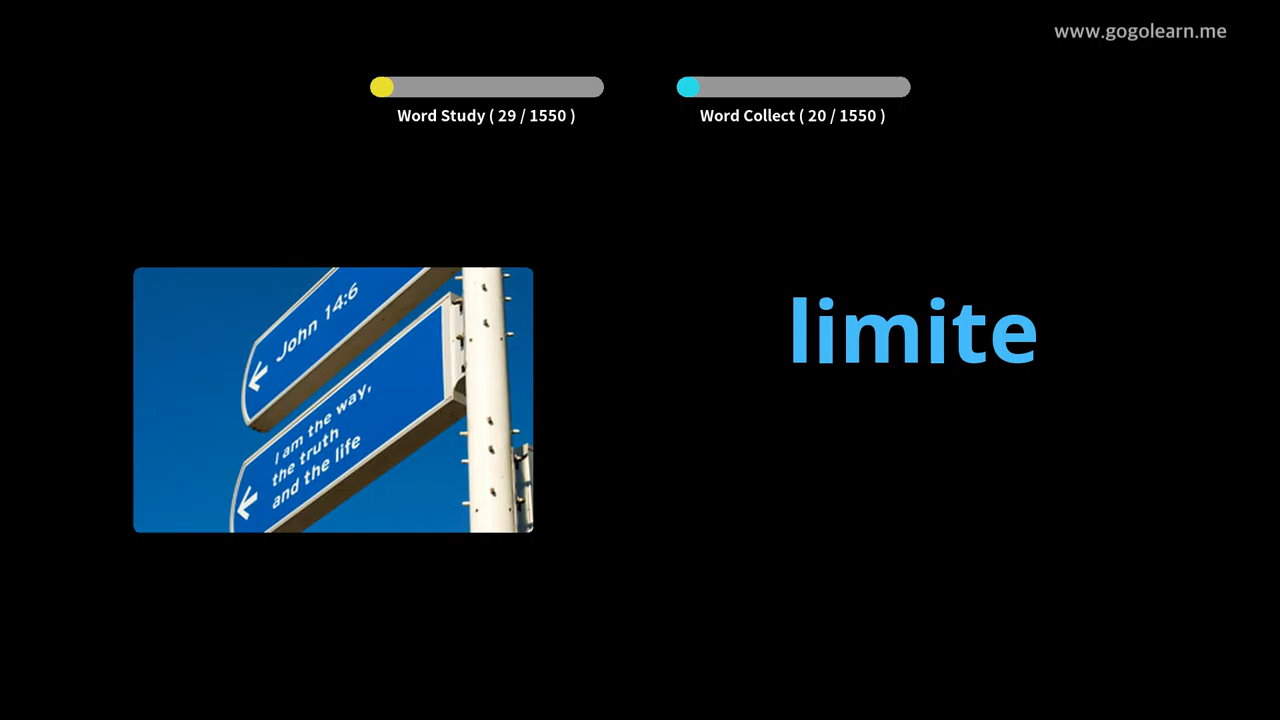 www.gogolearn.me
Word Study ( 29 / 1550 )
Word Collect ( 20 / 1550 )
John 14:6
I am the way,
the truth
and the life
limite